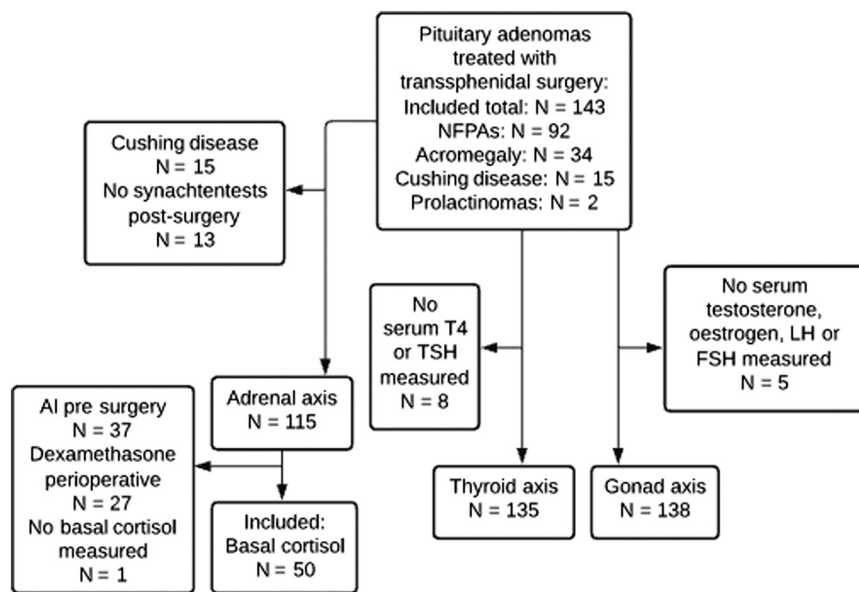 Pituitary adenomas
treated with
transsphenidal surgery:
Included total: N = 143
NFPAs: N = 92
Acromegaly: N = 34
Cushing disease: N = 15
Prolactinomas: N = 2
Cushing disease
N = 15
No synachtentests
post-surgery
N = 13
No
serum T4
or TSH
measured
N = 8
No serum
testosterone,
oestrogen, LH or
FSH measured
N = 5
Adrenal axis
N = 115
AI pre surgery
N = 37
Dexamethasone
perioperative
N = 27
No basal cortisol
measured
N = 1
Included:
Basal cortisol
N = 50
Thyroid axis
N = 135
Gonad axis
N = 138